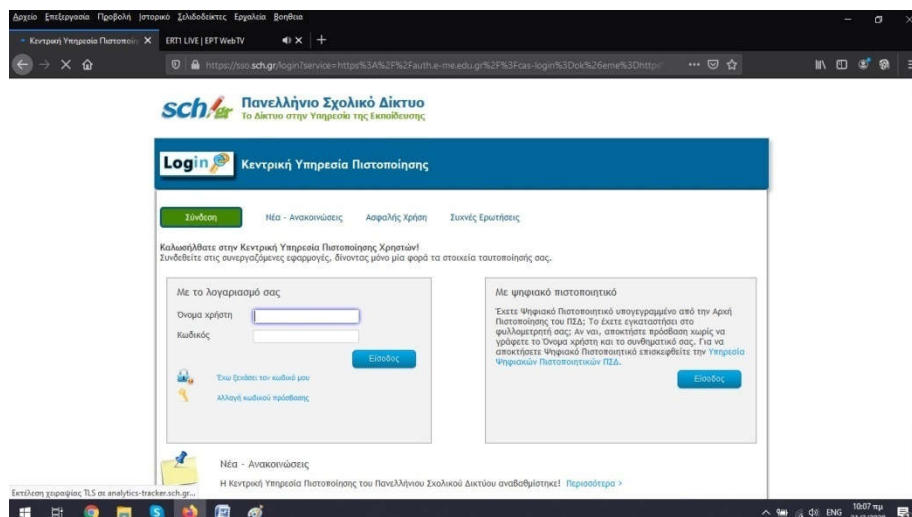 Αρχείο Επεξεργασία Προβολή Ιστορικό Σελιδοδείκτες Εργαλεία Βοήθεια
Κεντρική Υπηρεσία Πιστοποίη
ERT1 LIVE | ΕΡΤ WebTV
https://sso.sch.gr/login?service=https%3A%2F%2Fauth.e-me.edu.gr%2F%3Fcas-login%3Dok%26eme%3Dhttp
sch.gr Πανελλήνιο Σχολικό Δίκτυο
Το Δίκτυο στην Υπηρεσία της Εκπαίδευσης
Login Κεντρική Υπηρεσία Πιστοποίησης
Σύνδεση Νέα - Ανακοινώσεις Ασφαλής Χρήση Συχνές Ερωτήσεις
Καλωσήλθατε στην Κεντρική Υπηρεσία Πιστοποίησης Χρηστών!
Συνδεθείτε στις συνεργαζόμενες εφαρμογές, δίνοντας μόνο μία φορά τα στοιχεία ταυτοποίησής σας.
Με το λογαριασμό σας
Όνομα χρήστη
Κωδικός
Είσοδος
Έχω ξεχάσει τον κωδικό μου
Αλλαγή κωδικού πρόσβασης
Με ψηφιακό πιστοποιητικό
Έχετε Ψηφιακό Πιστοποιητικό υπογεγραμμένο από την Αρχή
Πιστοποίησης του ΠΣΔ; Το έχετε εγκαταστήσει στο
φυλλομετρητή σας; Αν ναι, αποκτήστε πρόσβαση χωρίς να
γράφετε το Όνομα χρήστη και το συνθηματικό σας. Για να
αποκτήσετε Ψηφιακό Πιστοποιητικό επισκεφθείτε την Υπηρεσία
Ψηφιακών Πιστοποιητικών ΠΣΔ.
Είσοδος
Νέα - Ανακοινώσεις
Η Κεντρική Υπηρεσία Πιστοποίησης του Πανελλήνιου Σχολικού Δικτύου αναβαθμίστηκε! Περισσότερα >
Εκτέλεση χειραψίας TLS σε analytics-tracker.sch.gr...
ENG
10:07 πμ